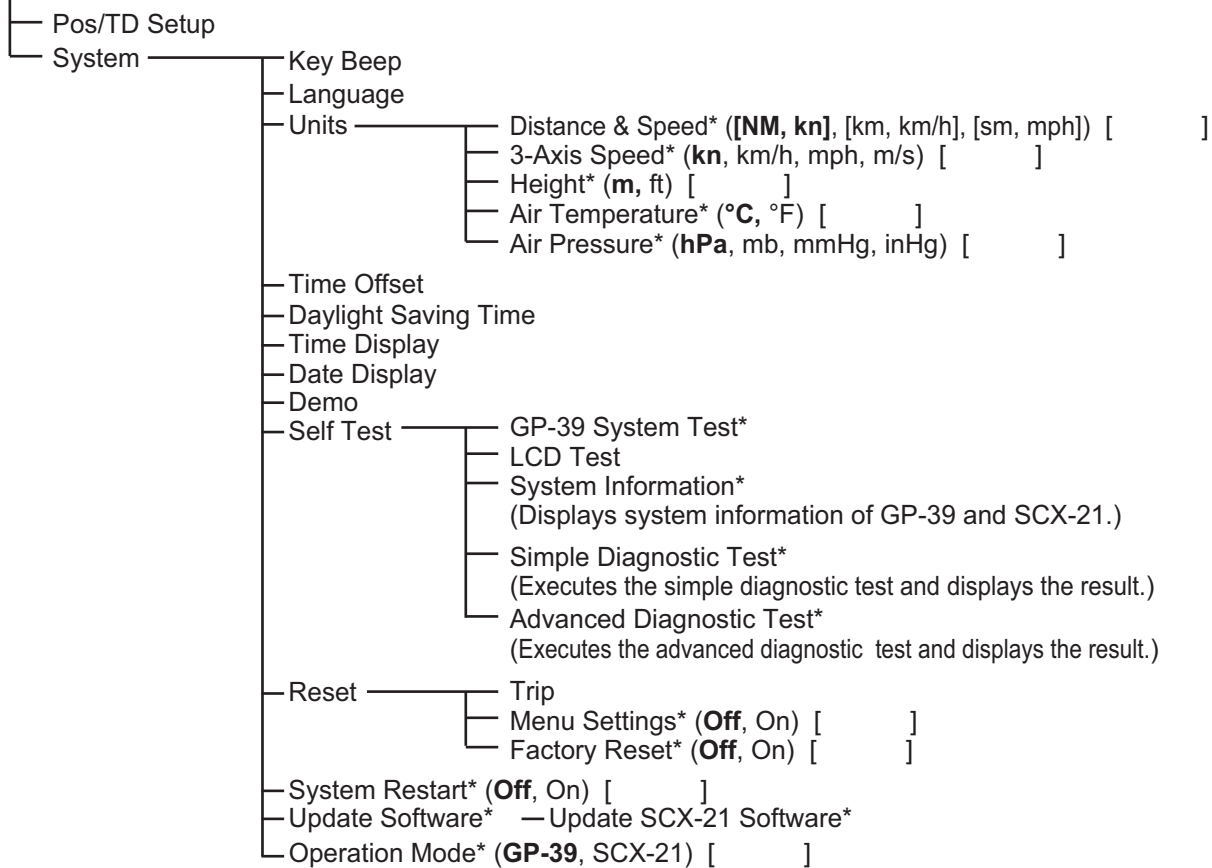 Pos/TD Setup
System
Key Beep
Language
Units
Distance & Speed* ([NM, kn], [km, km/h], [sm, mph]) [ ]
3-Axis Speed* (kn, km/h, mph, m/s) [ ]
Height* (m, ft) [ ]
Air Temperature* (°C, °F) [ ]
Air Pressure* (hPa, mb, mmHg, inHg) [ ]
Time Offset
Daylight Saving Time
Time Display
Date Display
Demo
Self Test
GP-39 System Test*
LCD Test
System Information*
(Displays system information of GP-39 and SCX-21.)
Simple Diagnostic Test*
(Executes the simple diagnostic test and displays the result.)
Advanced Diagnostic Test*
(Executes the advanced diagnostic test and displays the result.)
Reset
Trip
Menu Settings* (Off, On) [ ]
Factory Reset* (Off, On) [ ]
System Restart* (Off, On) [ ]
Update Software* Update SCX-21 Software*
Operation Mode* (GP-39, SCX-21) [ ]